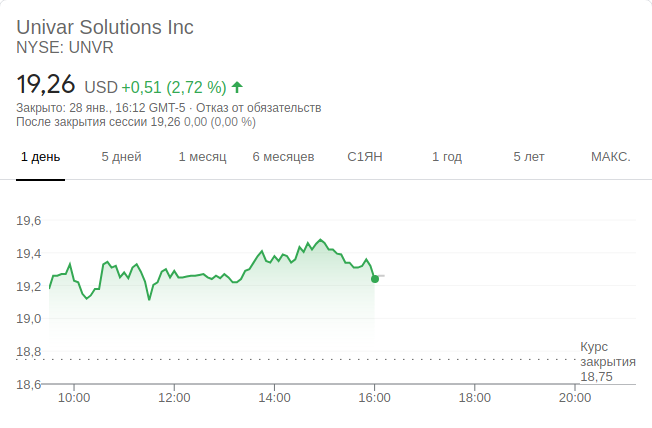 Univar Solutions Inc
NYSE: UNVR
19,26 USD +0,51 (2,72 %)
Закрыто: 28 янв., 16:12 GMT-5 · Отказ от обязательств
После закрытия сессии 19,26 0,00 (0,00 %)
1 день 5 дней 1 месяц 6 месяцев С1ЯН 1 год 5 лет МАКС.
19,6
19,4
19,2
19,0
18,8
18,6
Курс
закрытия
18,75
10:00 12:00 14:00 16:00 18:00 20:00